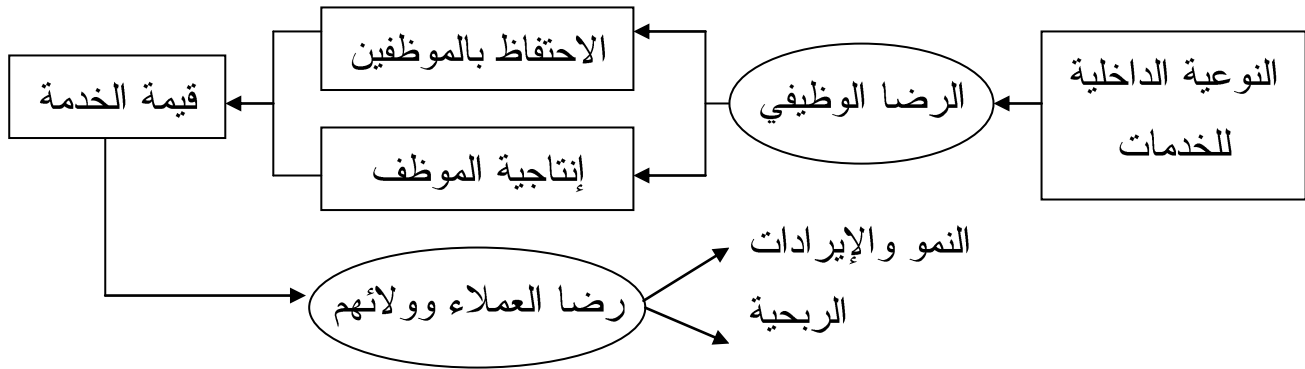 النوعية الداخلية
للخدمات
الرضا الوظيفي
الاحتفاظ بالموظفين
إنتاجية الموظف
قيمة الخدمة
رضا العملاء وولائهم
النمو والإيرادات
الربحية